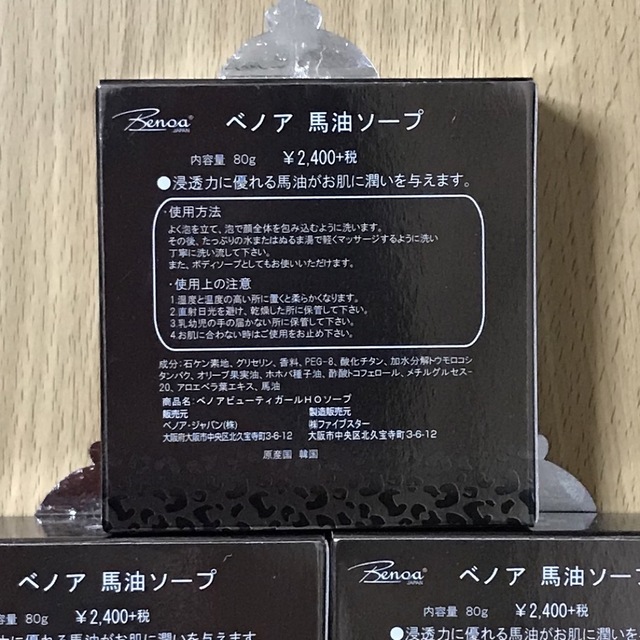 Benoa® ベノア 馬油ソープ
JAPAN
内容量 80g ¥2,400+税
●浸透力に優れる馬油がお肌に潤いを与えます。
・使用方法
よく泡を立て、泡で顔全体を包み込むように洗います。
その後、たっぷりの水またはぬるま湯で軽くマッサージするように洗い
丁寧に洗い流して下さい。
また、ボディソープとしてもお使いいただけます。
・使用上の注意
1.湿度と温度の高い所に置くと柔らかくなります。
2.直射日光を避け、乾燥した所に保管して下さい。
3.乳幼児の手の届かない所に保管して下さい。
4.お肌に合わない時はご使用をお止め下さい。
成分:石ケン素地、グリセリン、香料、PEG-8、酸化チタン、加水分解トウモロコシ
タンパク、オリーブ果実油、ホホバ種子油、酢酸トコフェロール、メチルグルセス-
20、アロエベラ葉エキス、馬油
商品名:ベノアビューティガールHOソープ
販売元 製造販売元
ベノア・ジャパン(株) ㈱ファイブスター
大阪府大阪市中央区北久宝寺町3-6-12 大阪市中央区北久宝寺町3-6-12
原産国 韓国
ベノア 馬油ソープ
量 80g ¥2,400+税
に優れる馬油がお肌に潤いを与えます
Benoa® ベノア 馬油ソー
JAPAN
内容量 80g ¥2,400+税
●浸透力に優れる馬油がお肌に潤いを